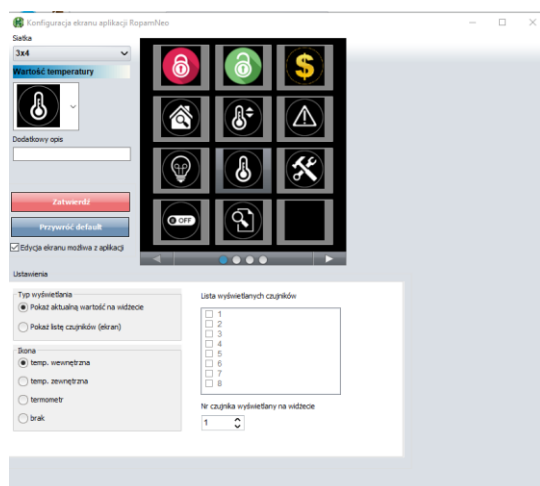 Konfiguracja ekranu aplikacji RopamNeo
Siatka
3x4
Wartość temperatury
Dodatkowy opis
Zatwierdź
Przywróć default
Edycja ekranu możliwa z aplikacji
$
OFF
Ustawienia
Typ wyświetlania
Pokaż aktualną wartość na widżecie
Pokaż listę czujników (ekran)
Ikona
temp. wewnętrzna
temp. zewnętrzna
termometr
brak
Lista wyświetlanych czujników
1
2
3
4
5
6
7
8
Nr czujnika wyświetlany na widżecie
1